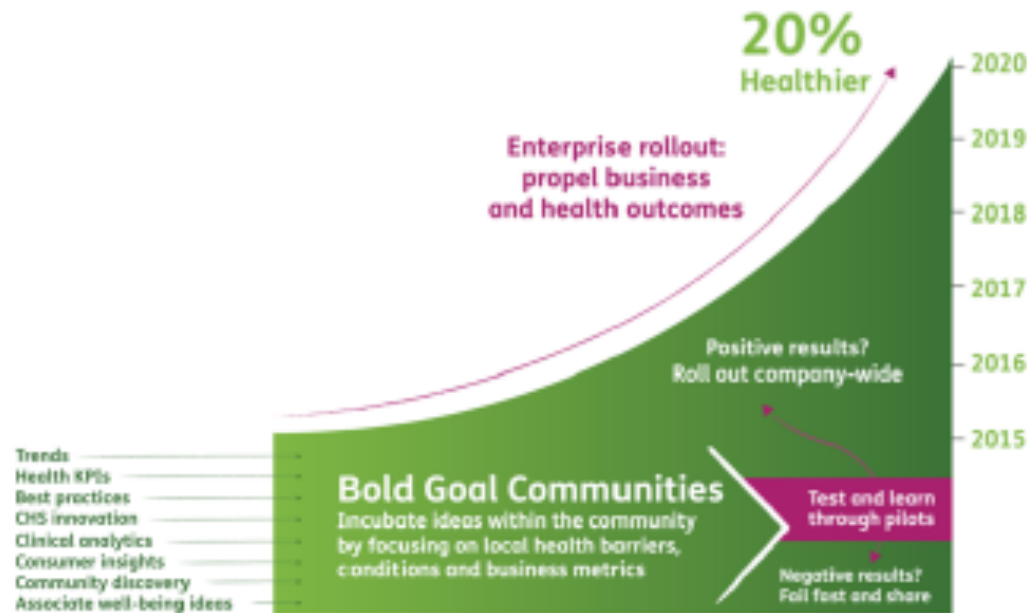 20%
Healthier
Enterprise rollout:
propel business
and health outcomes
2020
2019
2018
2017
2016
2015
Positive results?
Roll out company-wide
Trends
Health KPIs
Best practices
CHS innovation
Clinical analytics
Consumer insights
Community discovery
Associate well-being ideas
Bold Goal Communities
Incubate ideas within the community
by focusing on local health barriers,
conditions and business metrics
Test and learn
through pilots
Negative results?
Fail fast and share